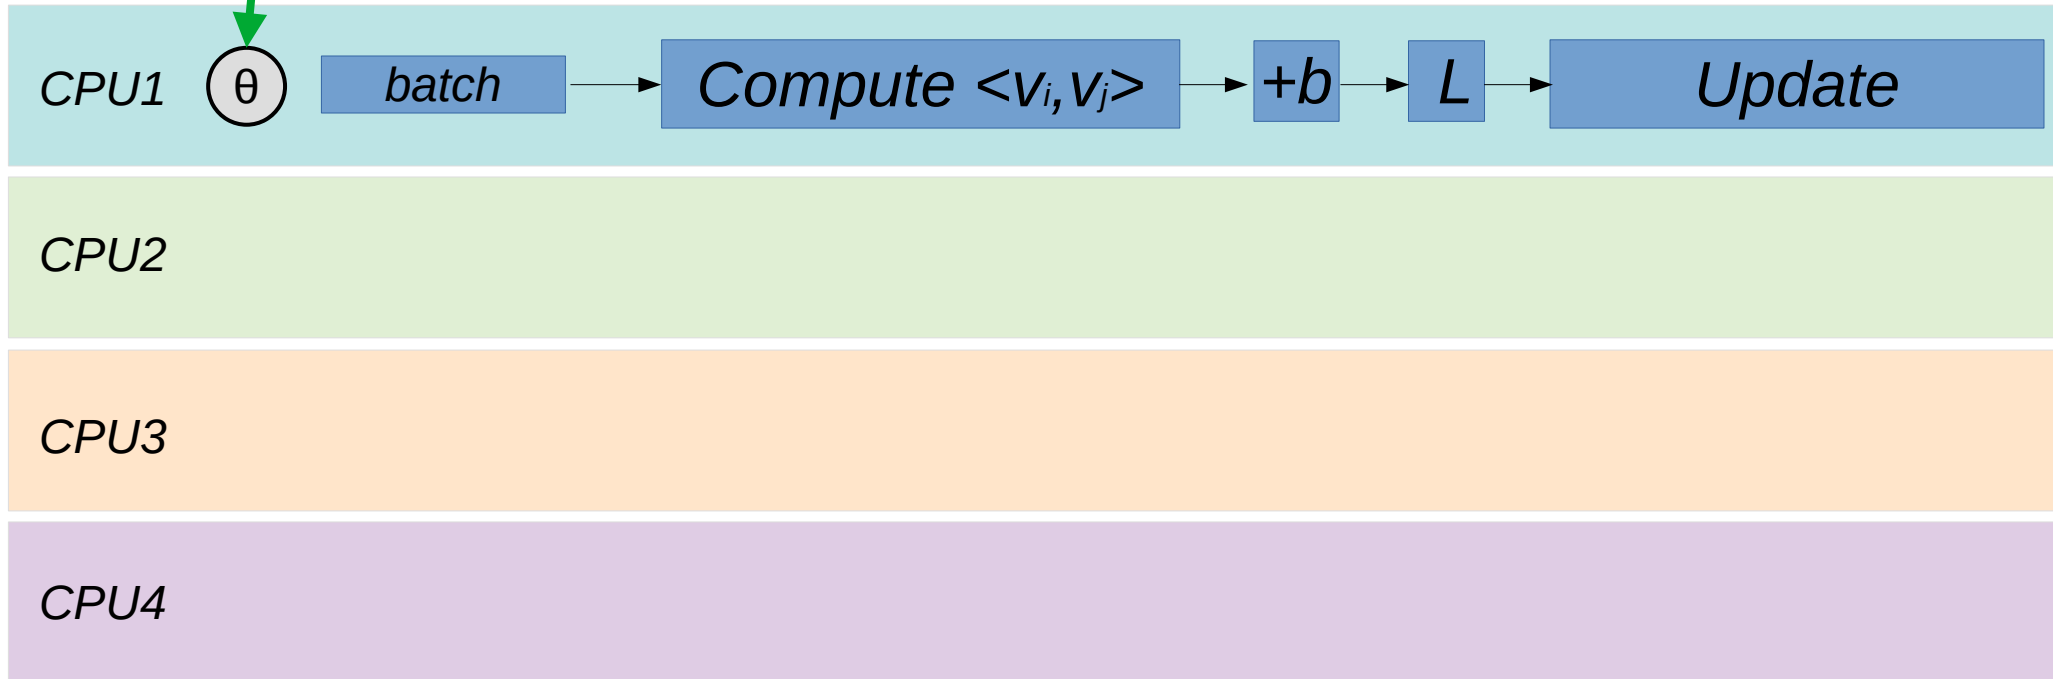 CPU1 θ batch Compute <vᵢ,vⱼ> +b L Update
CPU2
CPU3
CPU4